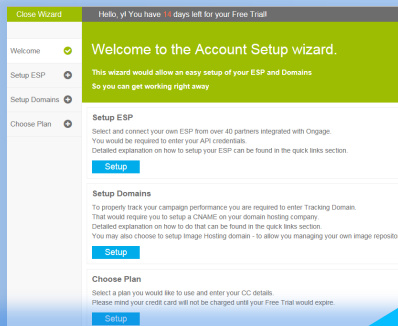 Close Wizard
Hello, y! You have 14 days left for your Free Trial!
Welcome
Setup ESP
Setup Domains
Choose Plan
Welcome to the Account Setup wizard.
This wizard would allow an easy setup of your ESP and Domains
So you can get working right away
Setup ESP
Select and connect your own ESP from over 40 partners integrated with Ongage.
You would be required to enter your API credentials.
Detailed explanation on how to setup your ESP can be found in the quick links section.
Setup
Setup Domains
To properly track your campaign performance you are required to enter Tracking Domain.
That would require you to setup a CNAME on your domain hosting company.
Detailed explanation on how to do that can be found in the quick links section.
You may also choose to setup Image Hosting domain - to allow you managing your own image reposito
Setup
Choose Plan
Select a plan you would like to use and enter your CC details.
Please mind your credit card will not be charged until your Free Trial would expire.
Setup